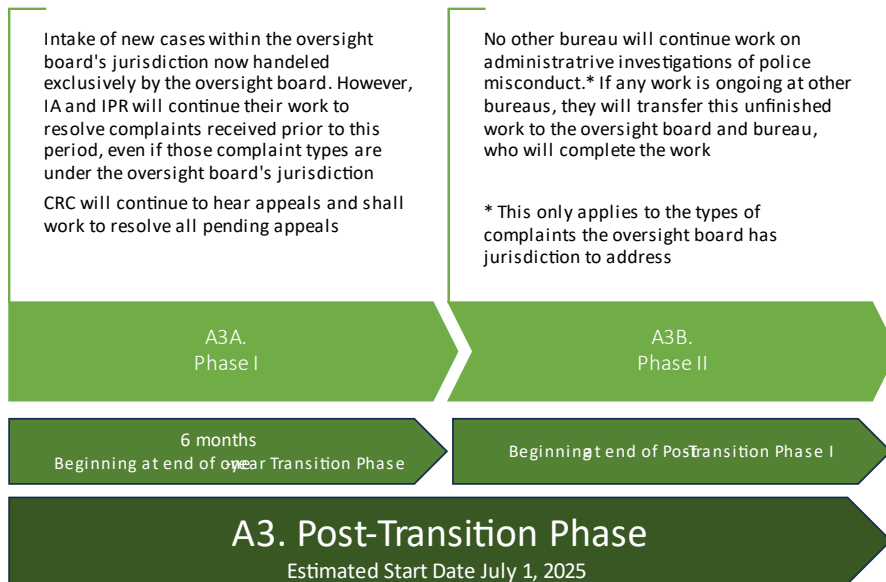 Intake of new cases within the oversight
board's jurisdiction now handeled
exclusively by the oversight board. However,
IA and IPR will continue their work to
resolve complaints received prior to this
period, even if those complaint types are
under the oversight board's jurisdiction
CRC will continue to hear appeals and shall
work to resolve all pending appeals
No other bureau will continue work on
administratrive investigations of police
misconduct.* If any work is ongoing at other
bureaus, they will transfer this unfinished
work to the oversight board and bureau,
who will complete the work
* This only applies to the types of
complaints the oversight board has
jurisdiction to address
A3A.
Phase I
A3B.
Phase II
6 months
Beginning at end of one-year Transition Phase
Beginning at end of Post-Transition Phase I
A3. Post-Transition Phase
Estimated Start Date July 1, 2025